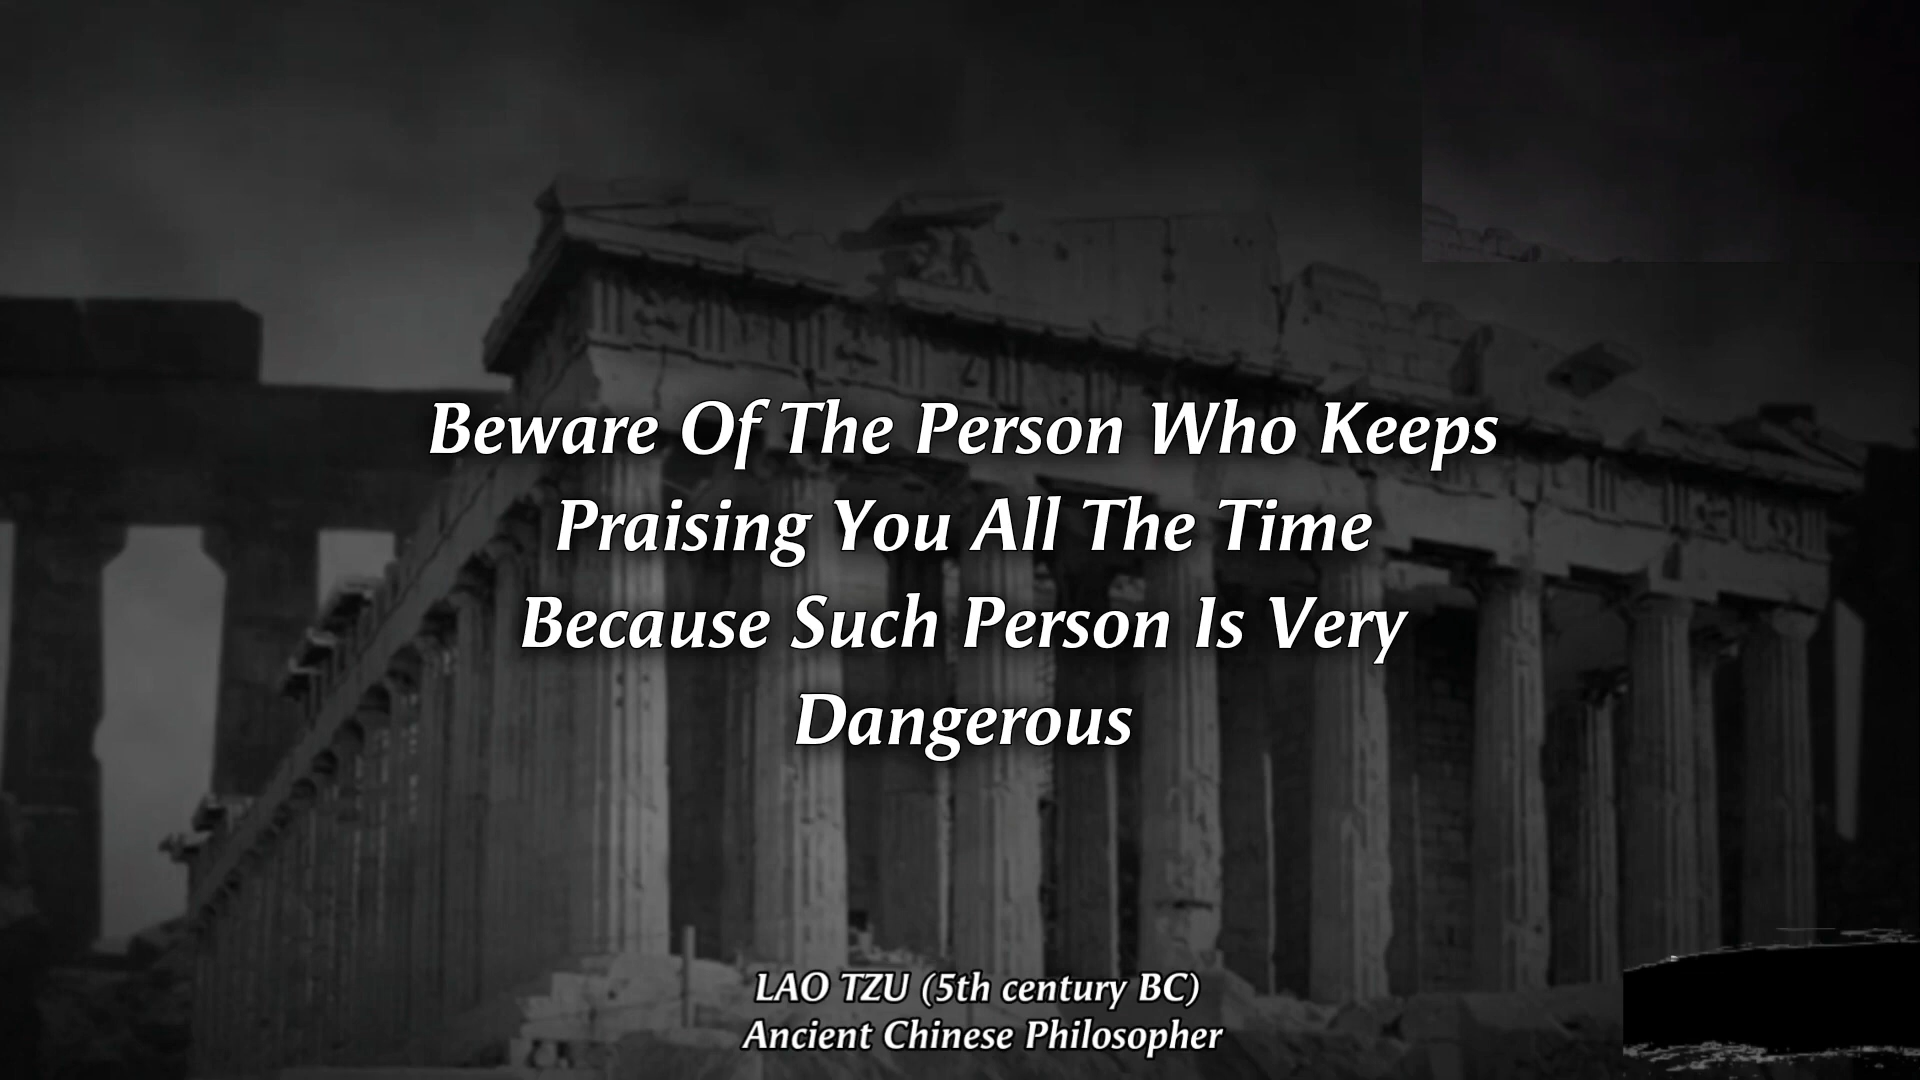 Beware Of The Person Who Keeps
Praising You All The Time
Because Such Person Is Very
Dangerous
LAO TZU (5th century BC)
Ancient Chinese Philosopher